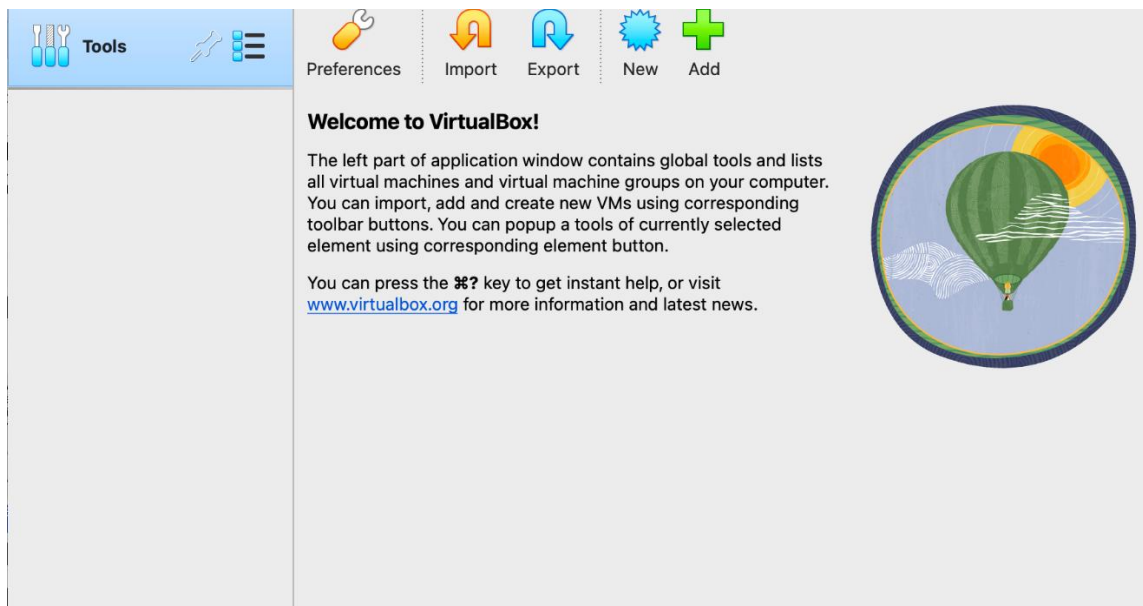 Tools
Preferences Import Export New Add
Welcome to VirtualBox!
The left part of application window contains global tools and lists
all virtual machines and virtual machine groups on your computer.
You can import, add and create new VMs using corresponding
toolbar buttons. You can popup a tools of currently selected
element using corresponding element button.
You can press the ⌘? key to get instant help, or visit
www.virtualbox.org for more information and latest news.